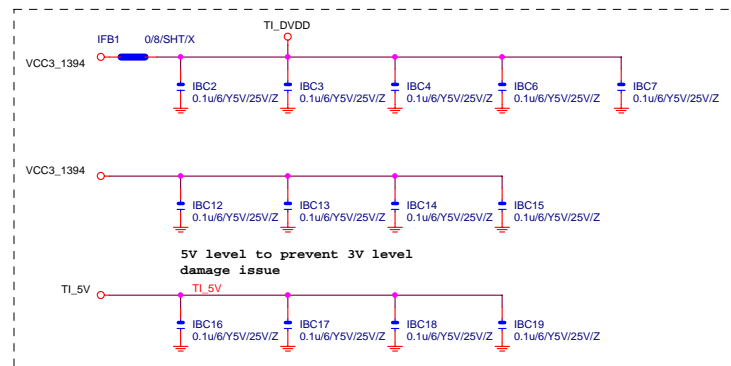 TI_DVDD
IFB1 0/8/SHT/X
VCC3_1394
IBC2 IBC3 IBC4 IBC6 IBC7
0.1u/6/Y5V/25V/Z 0.1u/6/Y5V/25V/Z 0.1u/6/Y5V/25V/Z 0.1u/6/Y5V/25V/Z 0.1u/6/Y5V/25V/Z
VCC3_1394
IBC12 IBC13 IBC14 IBC15
0.1u/6/Y5V/25V/Z 0.1u/6/Y5V/25V/Z 0.1u/6/Y5V/25V/Z 0.1u/6/Y5V/25V/Z
5V level to prevent 3V level
damage issue
TI_5V TI_5V
IBC16 IBC17 IBC18 IBC19
0.1u/6/Y5V/25V/Z 0.1u/6/Y5V/25V/Z 0.1u/6/Y5V/25V/Z 0.1u/6/Y5V/25V/Z